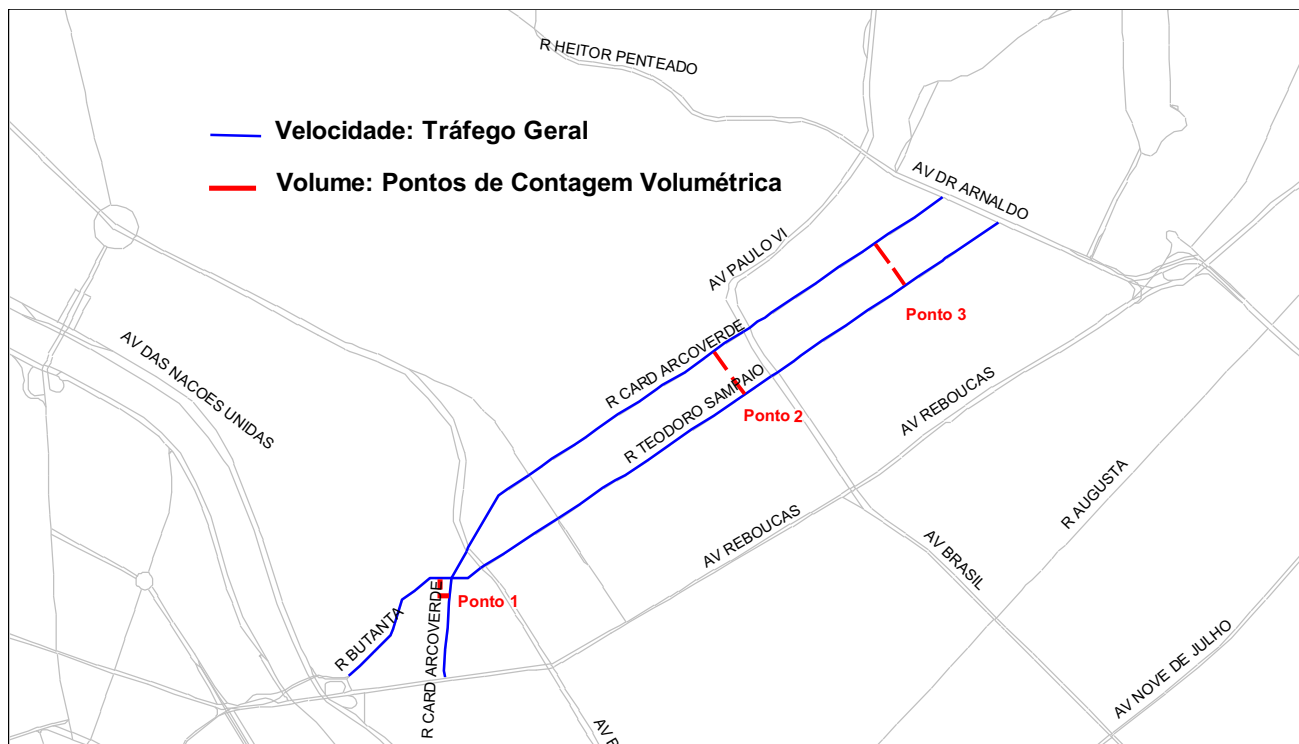 R HEITOR PENTEADO
Velocidade: Tráfego Geral
Volume: Pontos de Contagem Volumétrica
AV DR ARNALDO
AV PAULO VI
Ponto 3
R CARD ARCOVERDE
AV DAS NACOES UNIDAS
R TEODORO SAMPAIO
Ponto 2
AV REBOUCAS
R AUGUSTA
AV REBOUCAS
AV BRASIL
Ponto 1
R BUTANTA
R CARD ARCOVERDE
AV NOVE DE JULHO
AV